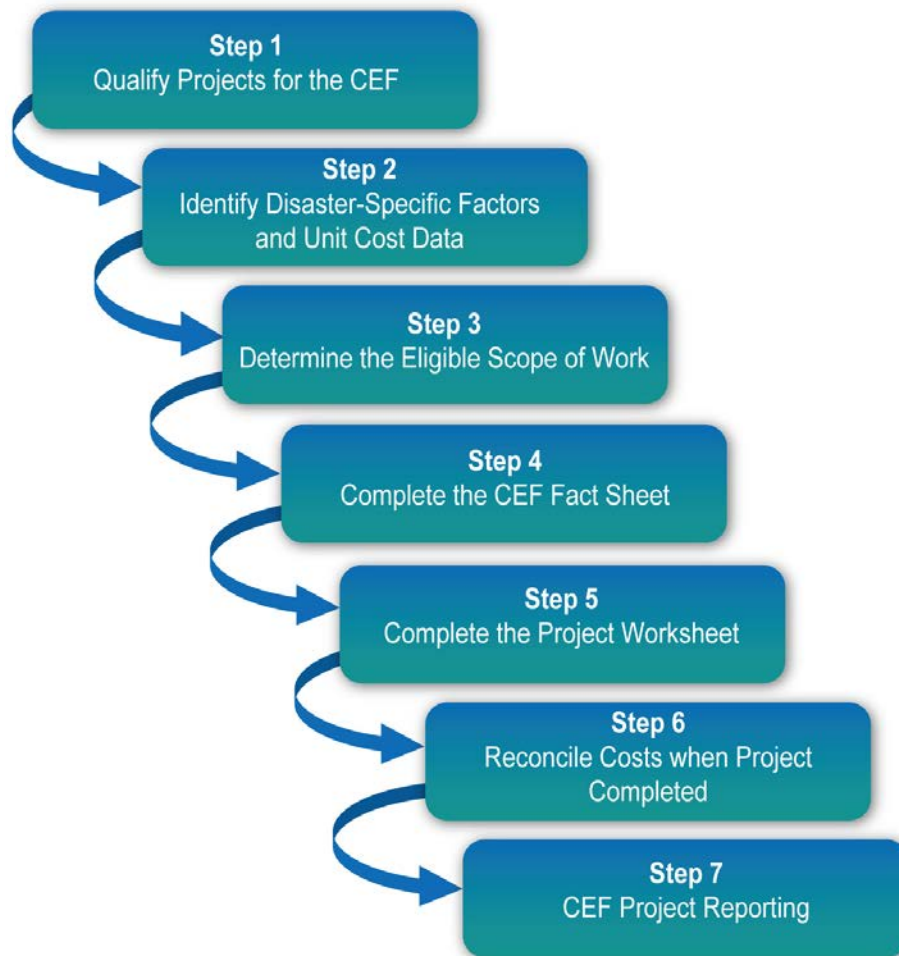 Step 1
Qualify Projects for the CEF
Step 2
Identify Disaster-Specific Factors
and Unit Cost Data
Step 3
Determine the Eligible Scope of Work
Step 4
Complete the CEF Fact Sheet
Step 5
Complete the Project Worksheet
Step 6
Reconcile Costs when Project
Completed
Step 7
CEF Project Reporting